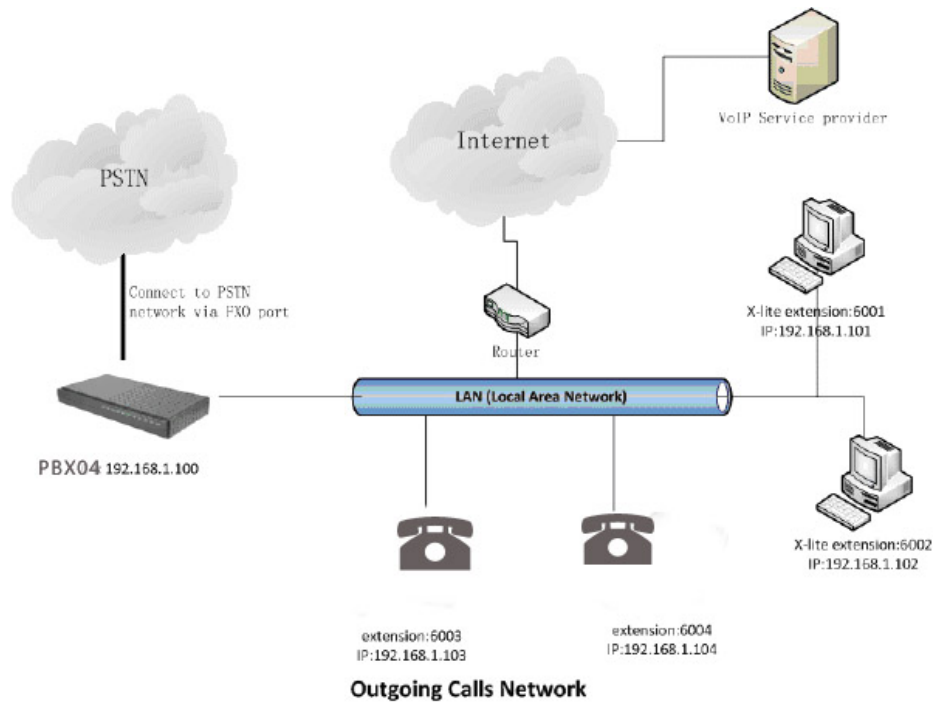 VoIP Service provider
Internet
PSTN
Connect to PSTN
network via FXO port
X-lite extension:6001
IP:192.168.1.101
Router
LAN (Local Area Network)
PBX04 192.168.1.100
X-lite extension:6002
IP:192.168.1.102
extension:6003
IP:192.168.1.103
extension:6004
IP:192.168.1.104
Outgoing Calls Network